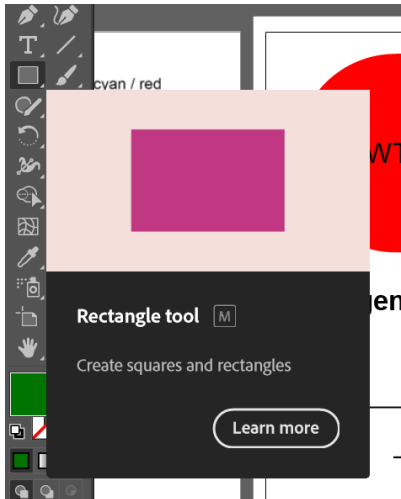 cyan / red
WT
Rectangle tool M
gen
Create squares and rectangles
Learn more